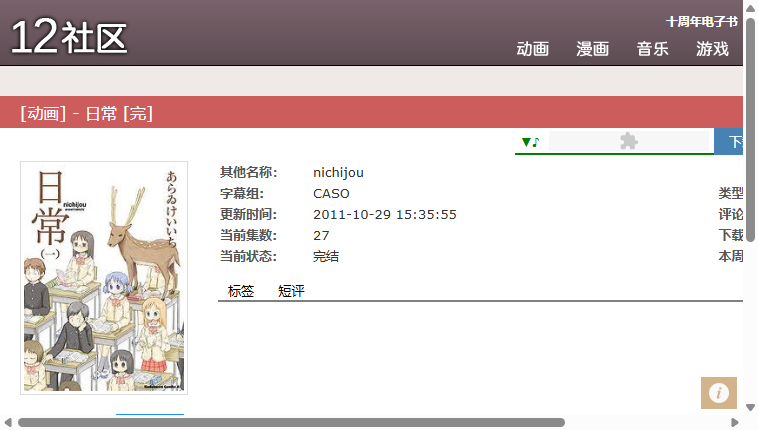 12社区
十周年电子书
动画 漫画 音乐 游戏
[动画] - 日常 [完]
▼♪
日常
nichijou
(一)
あらゐけいいち
其他名称: nichijou
字幕组: CASO
类型
更新时间: 2011-10-29 15:35:55
评论
当前集数: 27
下载
当前状态: 完结
本周
标签 短评